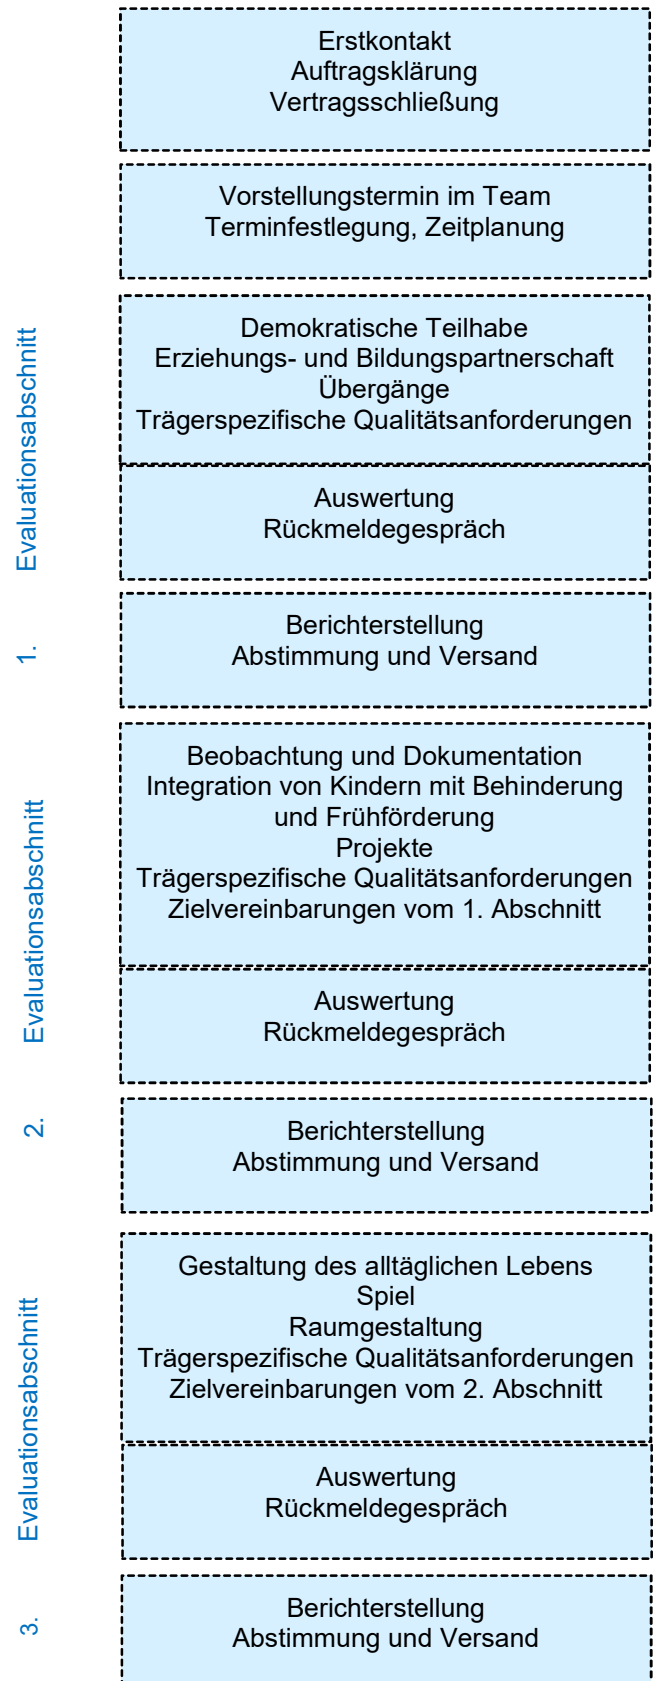 Erstkontakt
Auftragsklärung
Vertragsschließung
Vorstellungstermin im Team
Terminfestlegung, Zeitplanung
1. Evaluationsabschnitt
Demokratische Teilhabe
Erziehungs- und Bildungspartnerschaft
Übergänge
Trägerspezifische Qualitätsanforderungen
Auswertung
Rückmeldegespräch
Berichterstellung
Abstimmung und Versand
2. Evaluationsabschnitt
Beobachtung und Dokumentation
Integration von Kindern mit Behinderung
und Frühförderung
Projekte
Trägerspezifische Qualitätsanforderungen
Zielvereinbarungen vom 1. Abschnitt
Auswertung
Rückmeldegespräch
Berichterstellung
Abstimmung und Versand
3. Evaluationsabschnitt
Gestaltung des alltäglichen Lebens
Spiel
Raumgestaltung
Trägerspezifische Qualitätsanforderungen
Zielvereinbarungen vom 2. Abschnitt
Auswertung
Rückmeldegespräch
Berichterstellung
Abstimmung und Versand